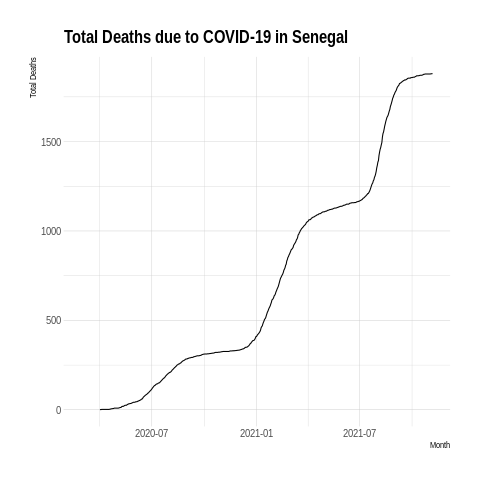 Total Deaths due to COVID-19 in Senegal
Total Deaths
1500
1000
500
0
2020-07
2021-01
2021-07
Month